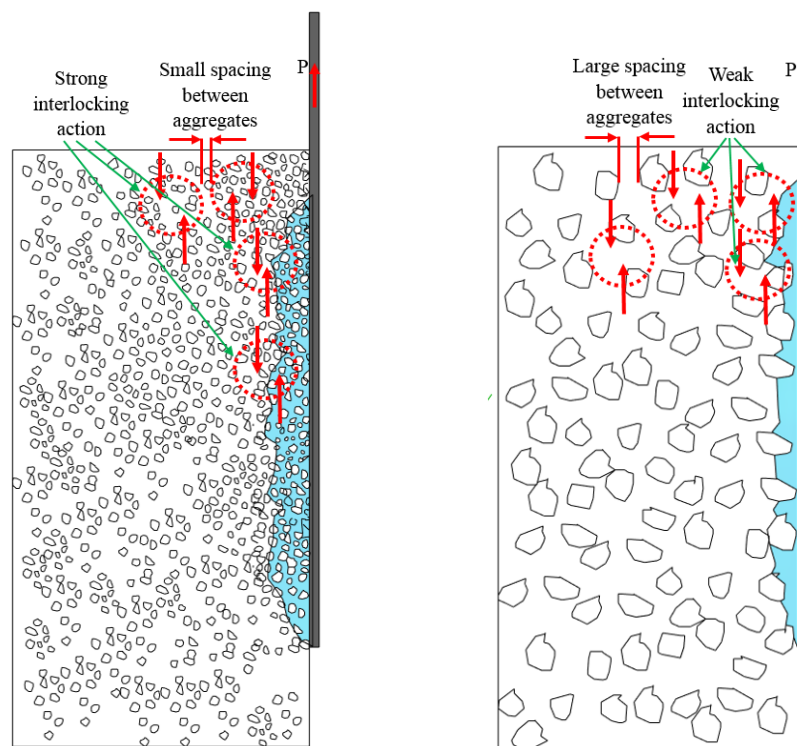 Strong
interlocking
action
Small spacing
between
aggregates
P
Large spacing
between
aggregates
Weak
interlocking
action
P